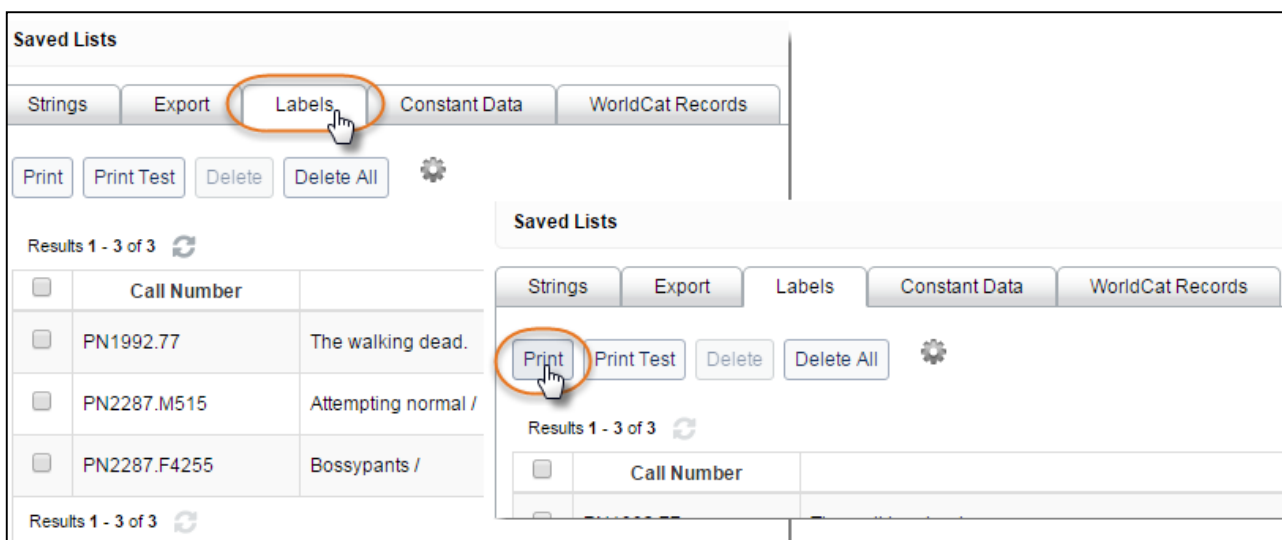 Saved Lists
Strings Export Labels Constant Data WorldCat Records
Print Print Test Delete Delete All
Results 1 - 3 of 3
Call Number
PN1992.77 The walking dead.
PN2287.M515 Attempting normal /
PN2287.F4255 Bossypants /
Results 1 - 3 of 3
Saved Lists
Strings Export Labels Constant Data WorldCat Records
Print Print Test Delete Delete All
Results 1 - 3 of 3
Call Number